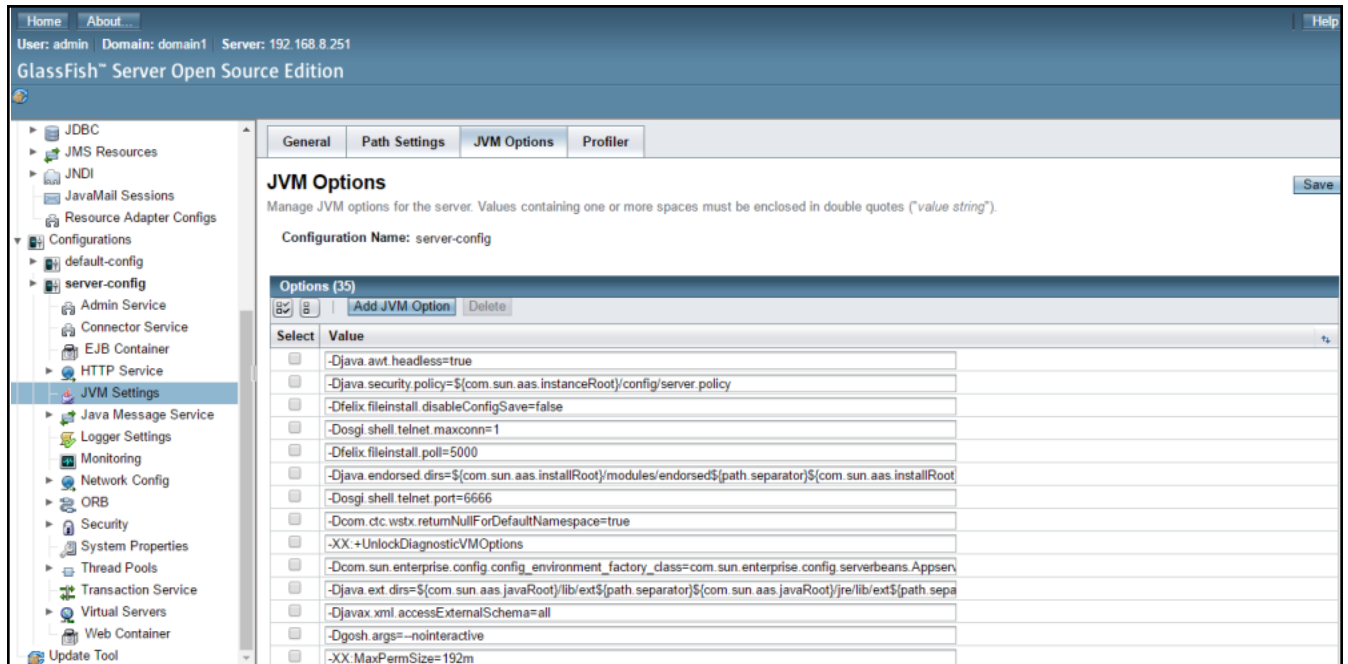 Home About... Help
User: admin Domain: domain1 Server: 192.168.8.251
GlassFish™ Server Open Source Edition
JDBC
JMS Resources
JNDI
JavaMail Sessions
Resource Adapter Configs
Configurations
default-config
server-config
Admin Service
Connector Service
EJB Container
HTTP Service
JVM Settings
Java Message Service
Logger Settings
Monitoring
Network Config
ORB
Security
System Properties
Thread Pools
Transaction Service
Virtual Servers
Web Container
Update Tool
General Path Settings JVM Options Profiler
JVM Options Save
Manage JVM options for the server. Values containing one or more spaces must be enclosed in double quotes ("value string").
Configuration Name: server-config
Options (35)
Add JVM Option Delete
Select Value
-Djava.awt.headless=true
-Djava.security.policy=${com.sun.aas.instanceRoot}/config/server.policy
-Dfelix.fileinstall.disableConfigSave=false
-Dosgi.shell.telnet.maxconn=1
-Dfelix.fileinstall.poll=5000
-Djava.endorsed.dirs=${com.sun.aas.installRoot}/modules/endorsed${path.separator}${com.sun.aas.installRoot
-Dosgi.shell.telnet.port=6666
-Dcom.ctc.wstx.returnNullForDefaultNamespace=true
-XX:+UnlockDiagnosticVMOptions
-Dcom.sun.enterprise.config.config_environment_factory_class=com.sun.enterprise.config.serverbeans.Appserv
-Djava.ext.dirs=${com.sun.aas.javaRoot}/lib/ext${path.separator}${com.sun.aas.javaRoot}/jre/lib/ext${path.sepa
-Djavax.xml.accessExternalSchema=all
-Dgosh.args=--nointeractive
-XX:MaxPermSize=192m